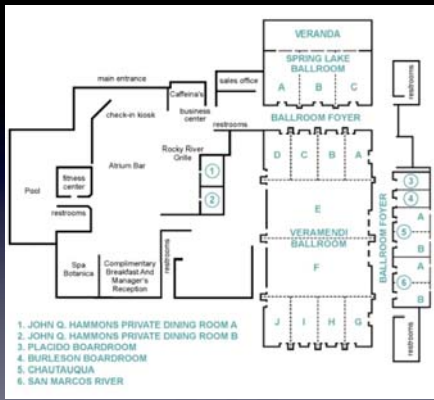 VERANDA
SPRING LAKE
BALLROOM
A B C
restrooms
main entrance
sales office
Caffeina's
business
center
check-in kiosk
restrooms
BALLROOM FOYER
Rocky River
Grille
Atrium Bar
D C B A
1
2
3
4
fitness
center
Pool
restrooms
E
VERAMENDI
BALLROOM
F
BALLROOM FOYER
A
5
B
A
6
B
Spa
Botanica
Complimentary
Breakfast And
Manager's
Reception
restrooms
J I H G
restrooms
1. JOHN Q. HAMMONS PRIVATE DINING ROOM A
2. JOHN Q. HAMMONS PRIVATE DINING ROOM B
3. PLACIDO BOARDROOM
4. BURLESON BOARDROOM
5. CHAUTAUQUA
6. SAN MARCOS RIVER